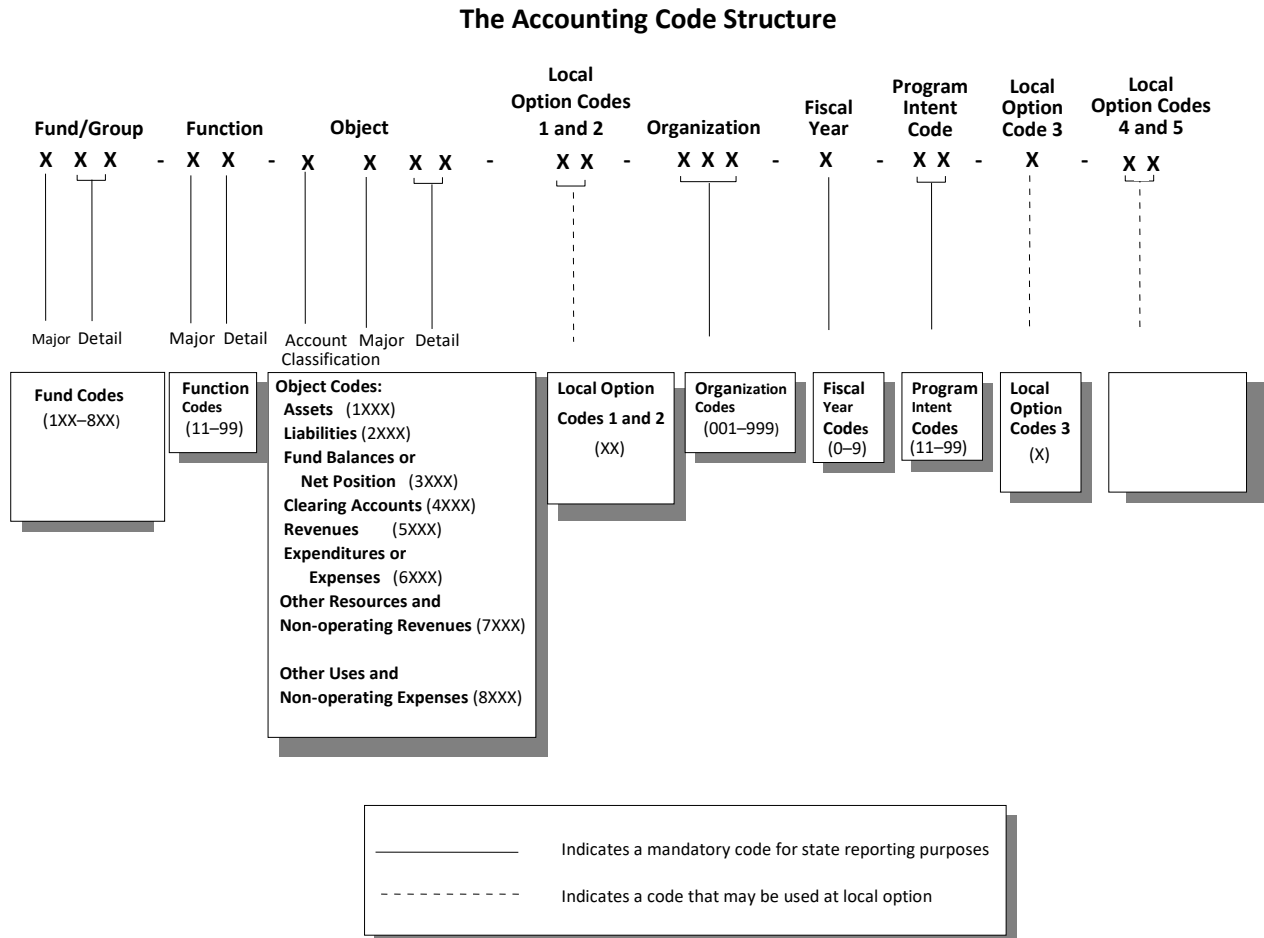 The Accounting Code Structure
Local
Option Codes
1 and 2
Program
Intent
Code
Local
Option
Code 3
Local
Option Codes
4 and 5
Fund/Group Function Object Organization Fiscal
Year
X X X - X X - X X X X - X X - X X X - X - X X - X - X X
Major Detail Major Detail Account Major Detail
Classification
Fund Codes
(1XX–8XX)
Function
Codes
(11–99)
Object Codes:
Assets (1XXX)
Liabilities (2XXX)
Fund Balances or
Net Position (3XXX)
Clearing Accounts (4XXX)
Revenues (5XXX)
Expenditures or
Expenses (6XXX)
Other Resources and
Non-operating Revenues (7XXX)
Other Uses and
Non-operating Expenses (8XXX)
Local Option
Codes 1 and 2
(XX)
Organization
Codes
(001–999)
Fiscal
Year
Codes
(0–9)
Program
Intent
Codes
(11–99)
Local
Option
Codes 3
(X)
Indicates a mandatory code for state reporting purposes
Indicates a code that may be used at local option